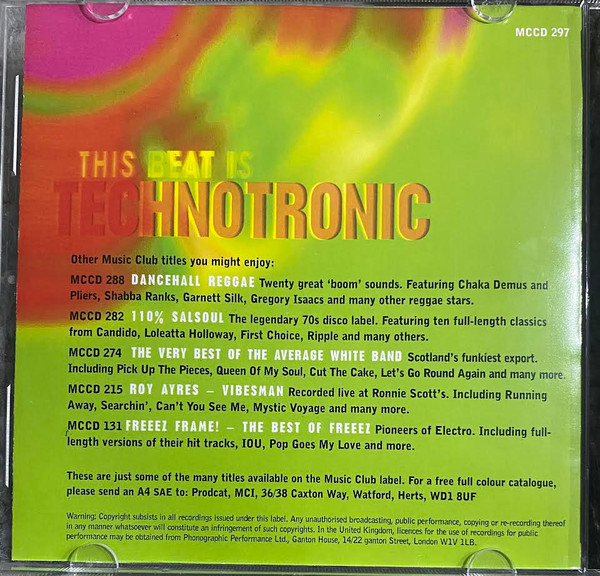 MCCD 297
THIS BEAT IS
TECHNOTRONIC
Other Music Club titles you might enjoy:
MCCD 288 DANCEHALL REGGAE Twenty great 'boom' sounds. Featuring Chaka Demus and
Pliers, Shabba Ranks, Garnett Silk, Gregory Isaacs and many other reggae stars.
MCCD 282 110% SALSOUL The legendary 70s disco label. Featuring ten full-length classics
from Candido, Loleatta Holloway, First Choice, Ripple and many others.
MCCD 274 THE VERY BEST OF THE AVERAGE WHITE BAND Scotland's funkiest export.
Including Pick Up The Pieces, Queen Of My Soul, Cut The Cake, Let's Go Round Again and many more.
MCCD 215 ROY AYRES – VIBESMAN Recorded live at Ronnie Scott's. Including Running
Away, Searchin', Can't You See Me, Mystic Voyage and many more.
MCCD 131 FREEEZ FRAME! – THE BEST OF FREEEZ Pioneers of Electro. Including full-
length versions of their hit tracks, IOU, Pop Goes My Love and more.
These are just some of the many titles available on the Music Club label. For a free full colour catalogue,
please send an A4 SAE to: Prodcat, MCI, 36/38 Caxton Way, Watford, Herts, WD1 8UF
Warning: Copyright subsists in all recordings issued under this label. Any unauthorised broadcasting, public performance, copying or re-recording thereof
in any manner whatsoever will constitute an infringement of such copyrights. In the United Kingdom, licences for the use of recordings for public
performance may be obtained from Phonographic Performance Ltd., Ganton House, 14/22 ganton Street, London W1V 1LB.